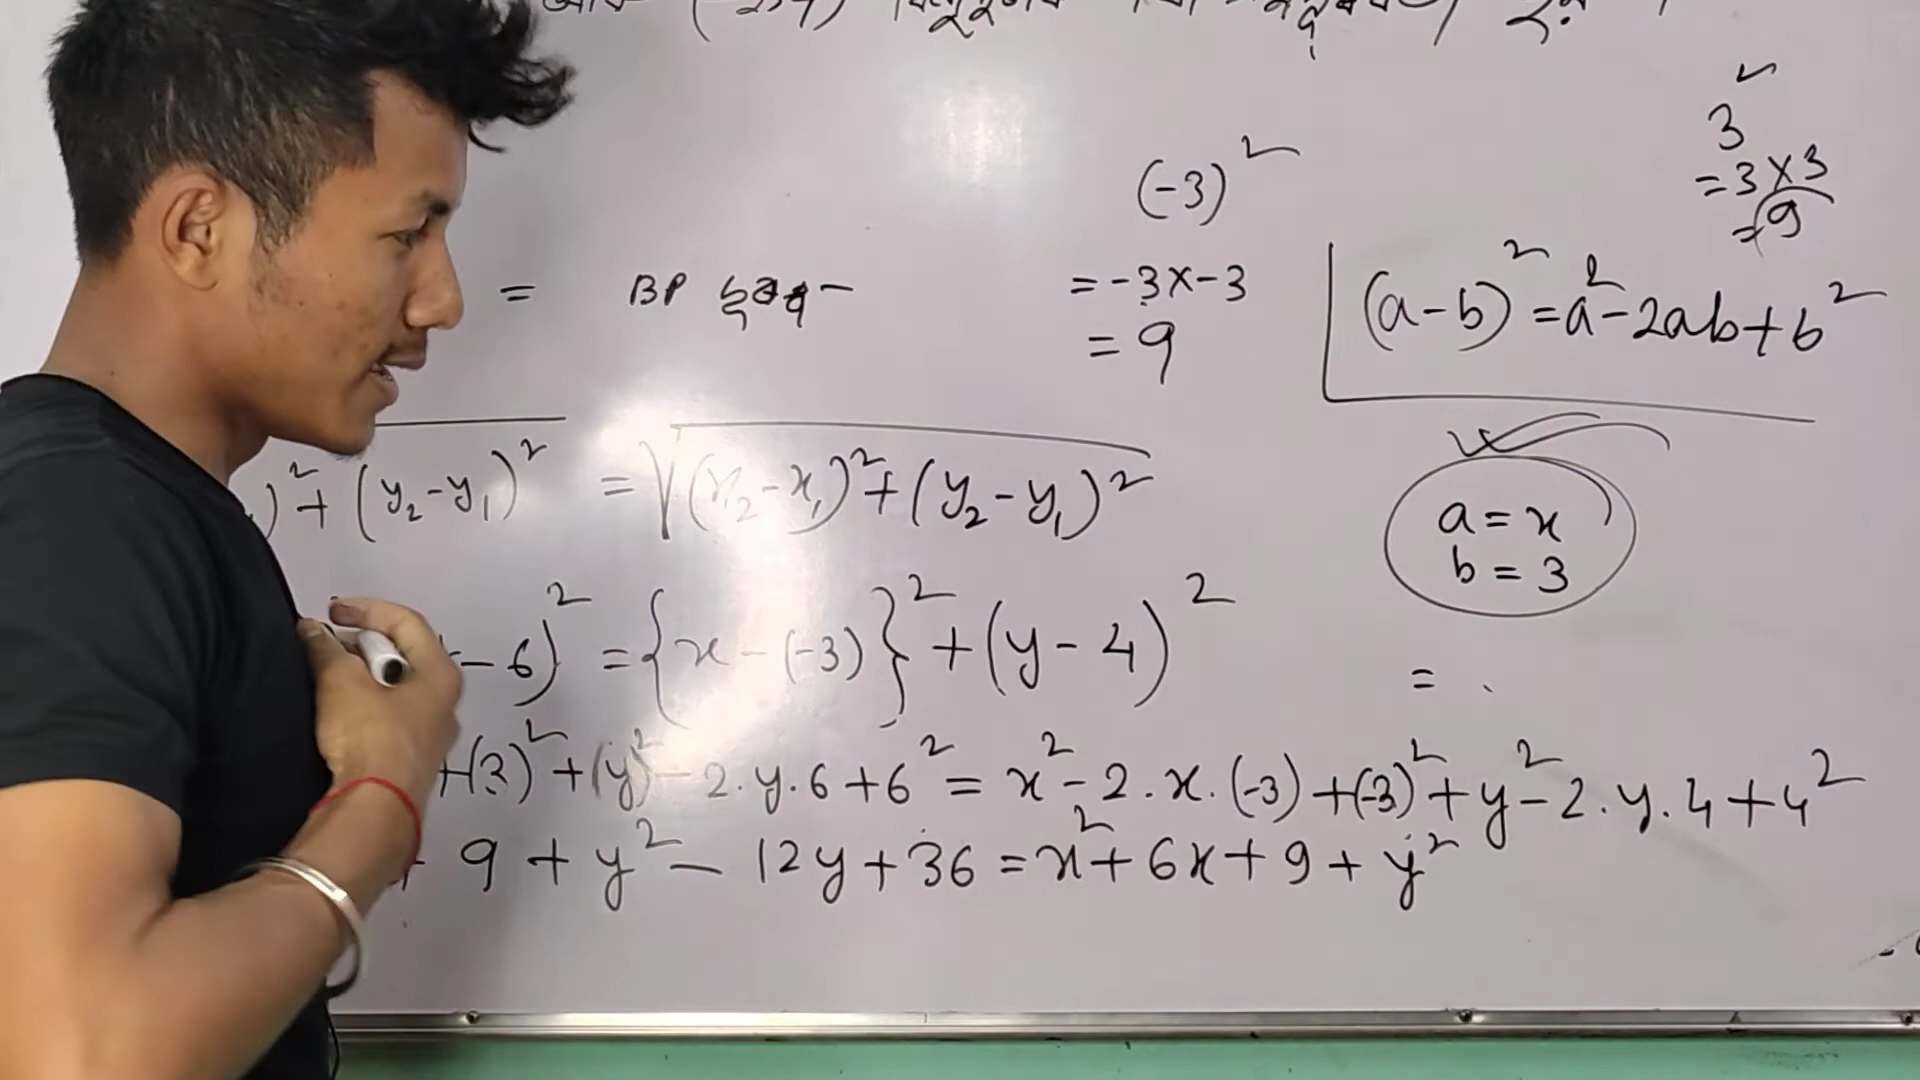 (-3)²
= -3×-3
= 9
3²
= 3×3
= 9
(a-b)² = a²-2ab+b²
= BP
)²+(y₂-y₁)² = √(x₂-x₁)²+(y₂-y₁)²
a = x
b = 3
-6)² = {x-(-3)}²+(y-4)²
=
+(3)²+(y)²-2.y.6+6² = x²-2.x.(-3)+(-3)²+y²-2.y.4+4²
9+y²-12y+36 = x²+6x+9+y²